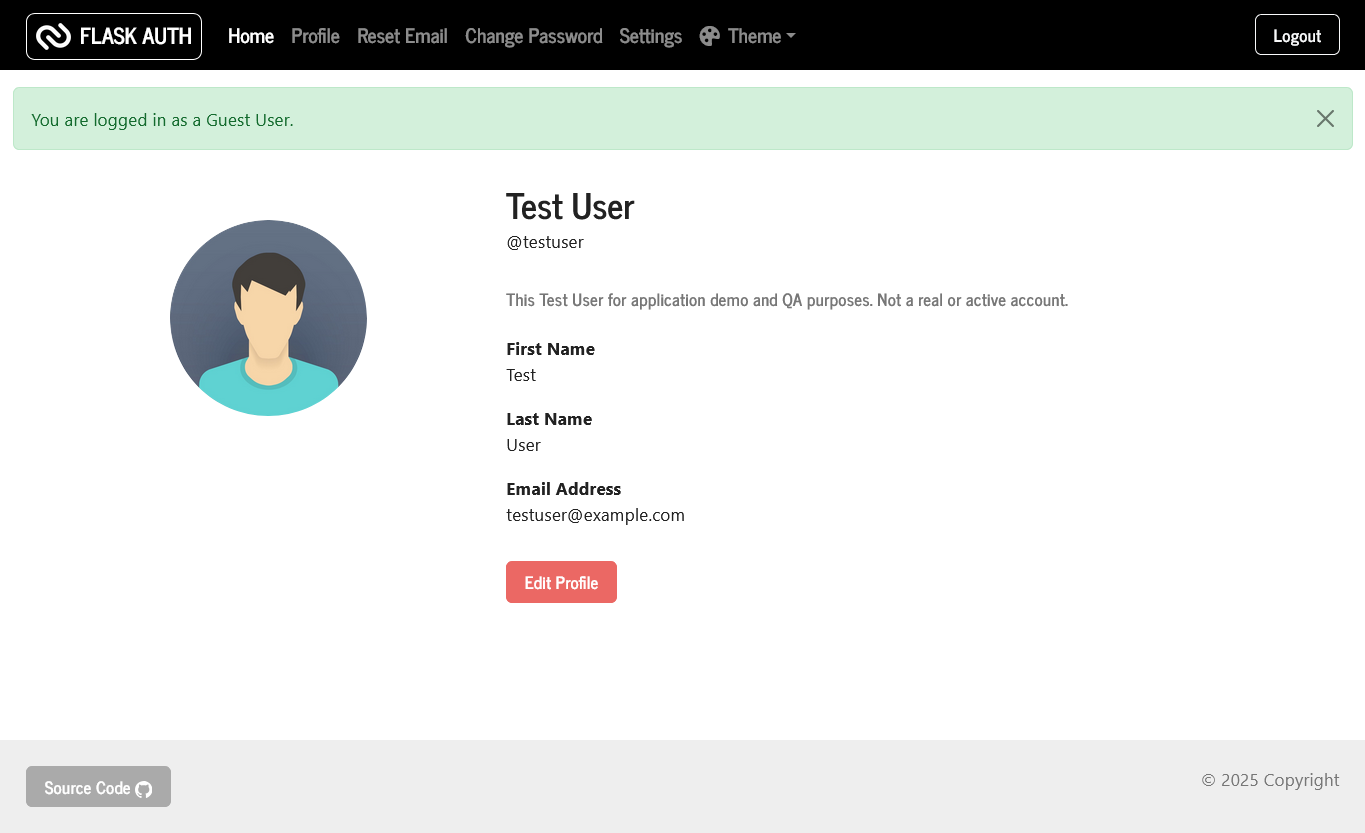 FLASK AUTH Home Profile Reset Email Change Password Settings Theme Logout
You are logged in as a Guest User.
Test User
@testuser
This Test User for application demo and QA purposes. Not a real or active account.
First Name
Test
Last Name
User
Email Address
testuser@example.com
Edit Profile
Source Code
© 2025 Copyright